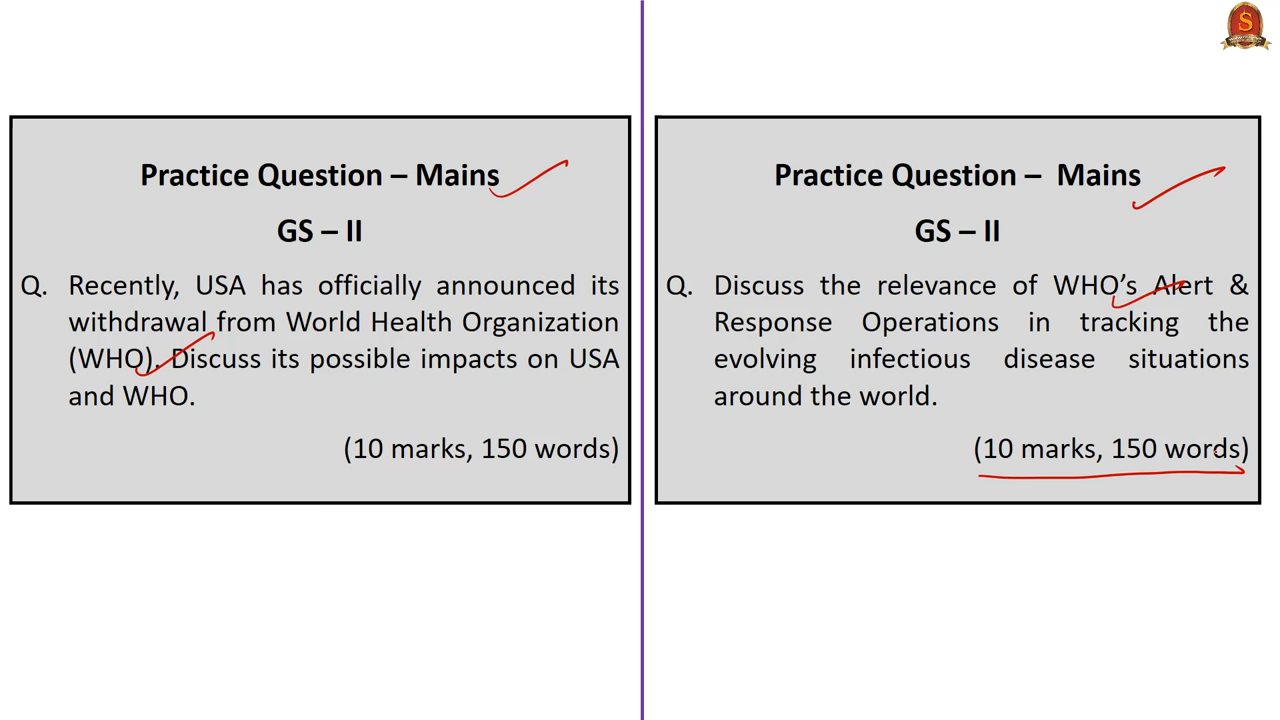 Practice Question – Mains
GS – II
Q. Recently, USA has officially announced its
withdrawal from World Health Organization
(WHO). Discuss its possible impacts on USA
and WHO.
(10 marks, 150 words)
Practice Question – Mains
GS – II
Q. Discuss the relevance of WHO’s Alert &
Response Operations in tracking the
evolving infectious disease situations
around the world.
(10 marks, 150 words)
S